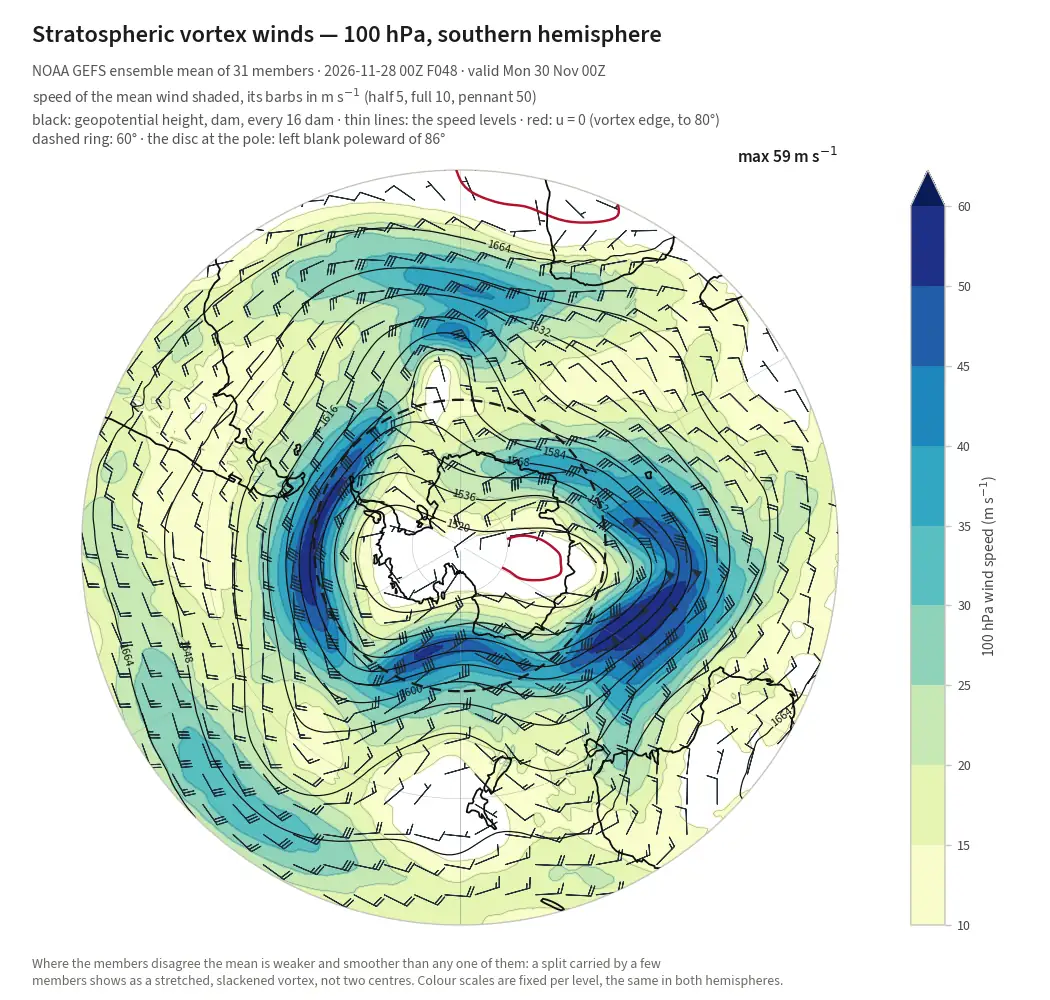 Stratospheric vortex winds — 100 hPa, southern hemisphere
NOAA GEFS ensemble mean of 31 members · 2026-11-28 00Z F048 · valid Mon 30 Nov 00Z
speed of the mean wind shaded, its barbs in m s⁻¹ (half 5, full 10, pennant 50)
black: geopotential height, dam, every 16 dam · thin lines: the speed levels · red: u = 0 (vortex edge, to 80°)
dashed ring: 60° · the disc at the pole: left blank poleward of 86°
max 59 m s⁻¹
1664
1632
1616
1584
1568
1552
1536
1520
1664
1648
1600
1664
60
50
45
40
35
30
25
20
15
10
100 hPa wind speed (m s⁻¹)
Where the members disagree the mean is weaker and smoother than any one of them: a split carried by a few
members shows as a stretched, slackened vortex, not two centres. Colour scales are fixed per level, the same in both hemispheres.